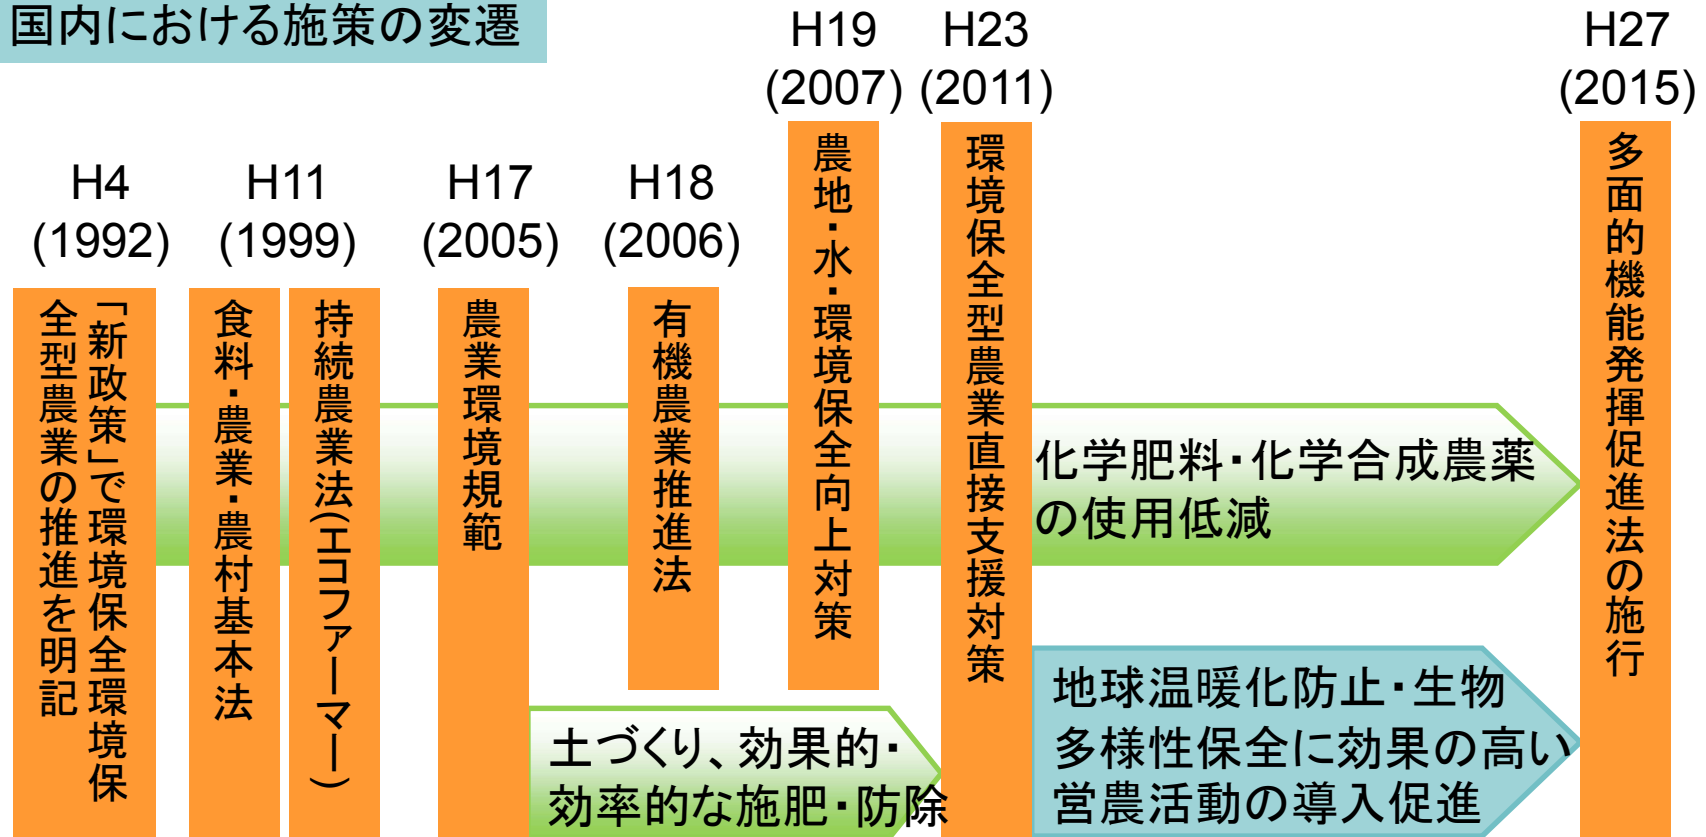 国内における施策の変遷
H4
(1992)
「新政策」で環境保全環境保
全型農業の推進を明記
H11
(1999)
食料・農業・農村基本法
持続農業法(エコファーマー)
H17
(2005)
農業環境規範
H18
(2006)
有機農業推進法
H19
(2007)
農地・水・環境保全向上対策
H23
(2011)
環境保全型農業直接支援対策
H27
(2015)
多面的機能発揮促進法の施行
化学肥料・化学合成農薬
の使用低減
土づくり、効果的・
効率的な施肥・防除
地球温暖化防止・生物
多様性保全に効果の高い
営農活動の導入促進